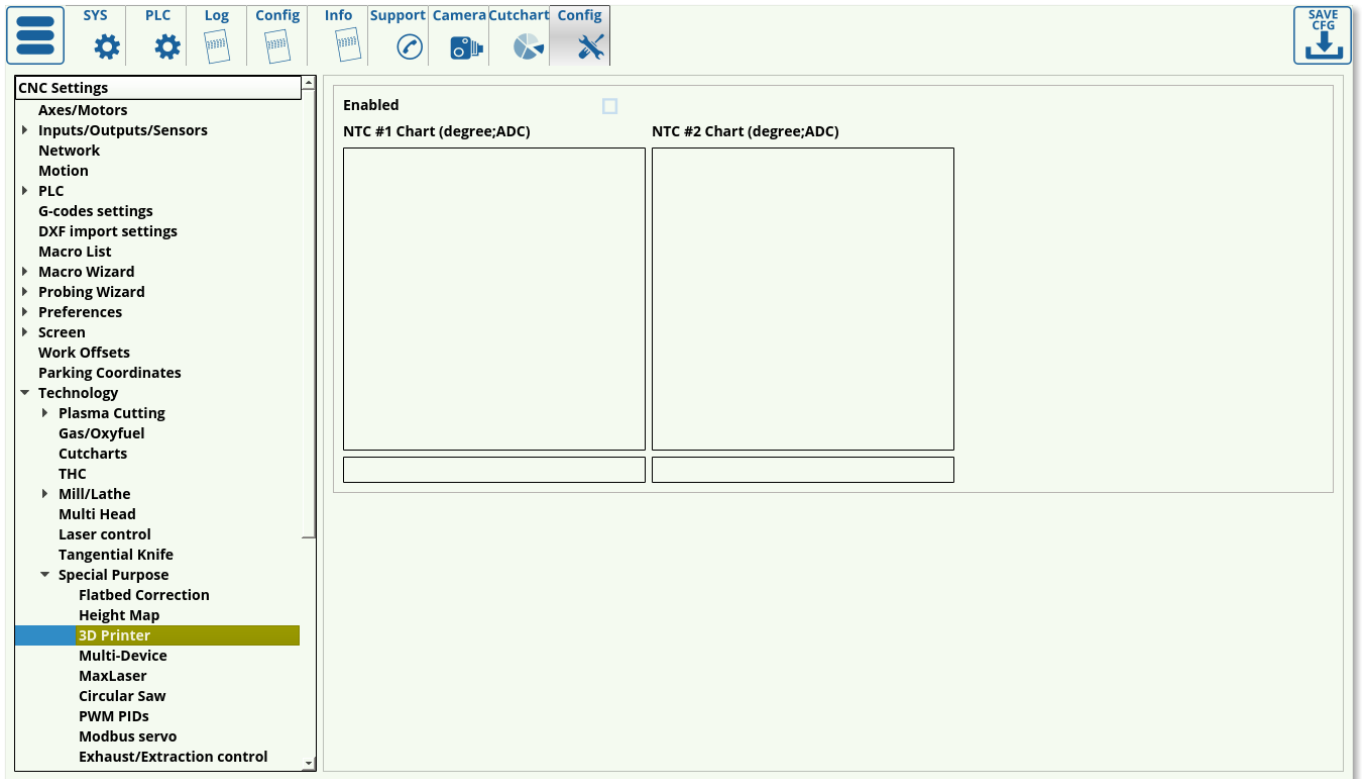 SYS PLC Log Config Info Support Camera Cutchart Config SAVE
CFG
CNC Settings
Axes/Motors
Inputs/Outputs/Sensors
Network
Motion
PLC
G-codes settings
DXF import settings
Macro List
Macro Wizard
Probing Wizard
Preferences
Screen
Work Offsets
Parking Coordinates
Technology
Plasma Cutting
Gas/Oxyfuel
Cutcharts
THC
Mill/Lathe
Multi Head
Laser control
Tangential Knife
Special Purpose
Flatbed Correction
Height Map
3D Printer
Multi-Device
MaxLaser
Circular Saw
PWM PIDs
Modbus servo
Exhaust/Extraction control
Enabled
NTC #1 Chart (degree;ADC) NTC #2 Chart (degree;ADC)